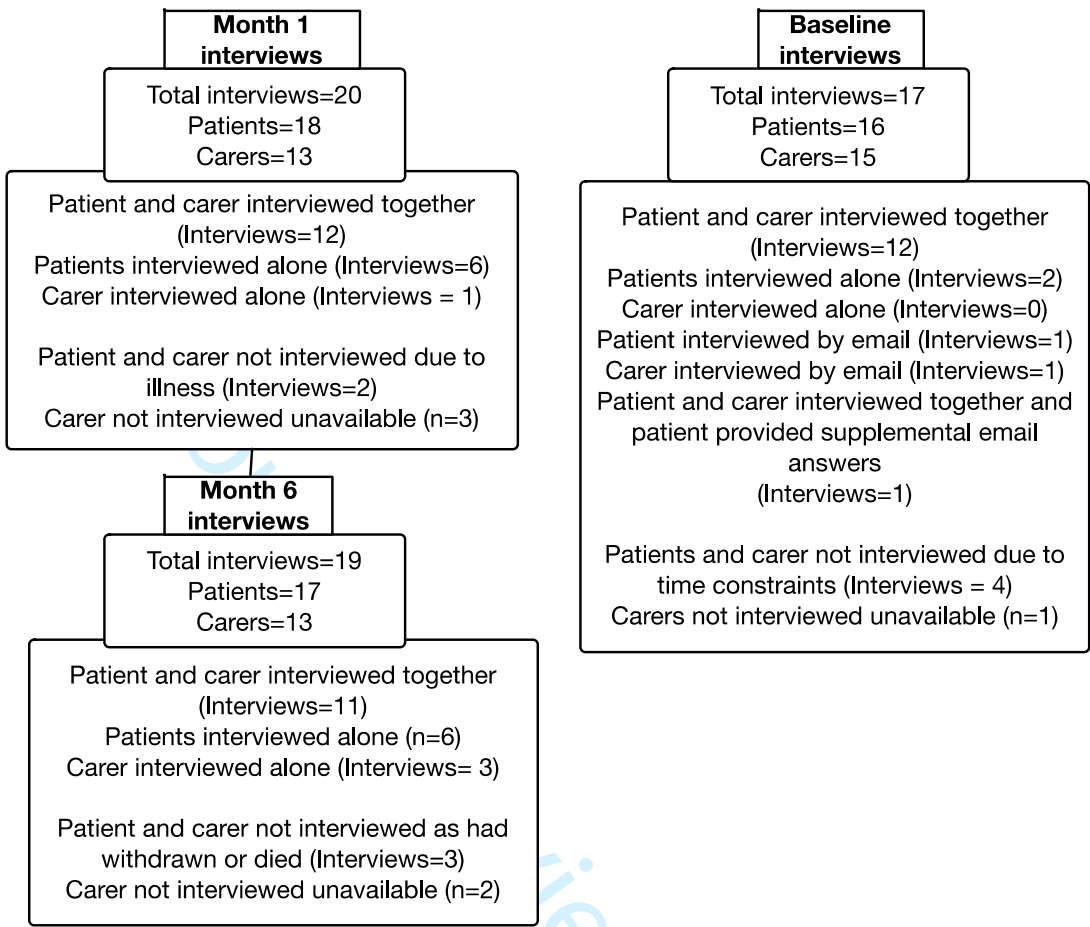 Month 1
interviews
Total interviews=20
Patients=18
Carers=13
Patient and carer interviewed together
(Interviews=12)
Patients interviewed alone (Interviews=6)
Carer interviewed alone (Interviews = 1)
Patient and carer not interviewed due to
illness (Interviews=2)
Carer not interviewed unavailable (n=3)
Month 6
interviews
Total interviews=19
Patients=17
Carers=13
Patient and carer interviewed together
(Interviews=11)
Patients interviewed alone (n=6)
Carer interviewed alone (Interviews= 3)
Patient and carer not interviewed as had
withdrawn or died (Interviews=3)
Carer not interviewed unavailable (n=2)
Baseline
interviews
Total interviews=17
Patients=16
Carers=15
Patient and carer interviewed together
(Interviews=12)
Patients interviewed alone (Interviews=2)
Carer interviewed alone (Interviews=0)
Patient interviewed by email (Interviews=1)
Carer interviewed by email (Interviews=1)
Patient and carer interviewed together and
patient provided supplemental email
answers
(Interviews=1)
Patients and carer not interviewed due to
time constraints (Interviews = 4)
Carers not interviewed unavailable (n=1)